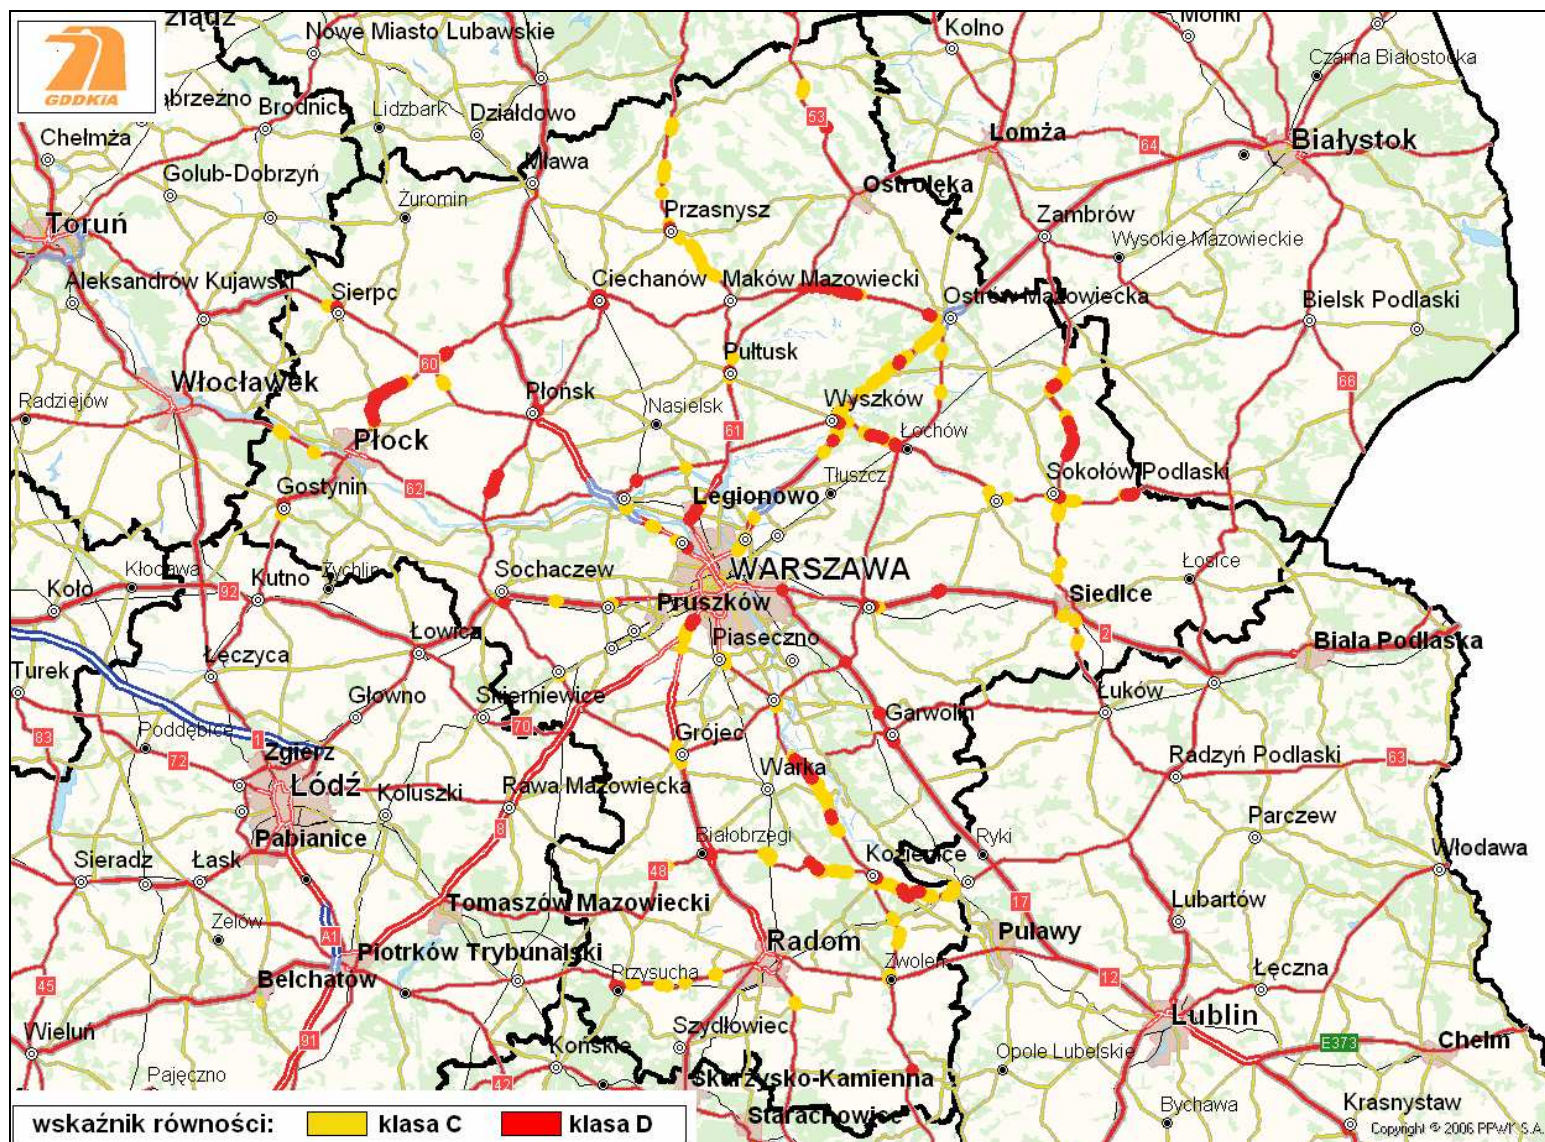 GDDKiA
Nowe Miasto Lubawskie
Kolno
Mońki
Czarna Białostocka
Brodnica
Lidzbark
Działdowo
53
Chełmża
Łomża
64
Białystok
Golub-Dobrzyń
Mława
Ostrołęka
Żuromin
Przasnysz
Zambrów
Toruń
Wysokie Mazowieckie
Aleksandrów Kujawski
Sierpc
Ciechanów
Maków Mazowiecki
Ostrów Mazowiecka
Bielsk Podlaski
60
Pułtusk
Włocławek
66
Radziejów
Płońsk
Nasielsk
Wyszków
61
Łochów
Płock
Gostynin
62
Legionowo
Tłuszcz
Sokołów Podlaski
Kłodawa
Żychlin
Sochaczew
WARSZAWA
Łosice
Koło
92
Kutno
Pruszków
Siedlce
2
Łowicz
Piaseczno
Biała Podlaska
Turek
Łęczyca
Głowno
Skierniewice
Łuków
Garwolin
70
83
Poddębice
1
72
Zgierz
Grójec
Radzyń Podlaski
63
Łódź
Warka
Rawa Mazowiecka
Koluszki
8
Pabianice
Białobrzegi
Ryki
Parczew
Kozienice
Włodawa
Sieradz
Łask
48
Tomaszów Mazowiecki
17
Lubartów
Zelów
A1
Piotrków Trybunalski
Radom
Puławy
Bełchatów
Przysucha
Zwoleń
12
Łęczna
45
Lublin
Wieluń
91
Szydłowiec
E373
Chełm
Końskie
Opole Lubelskie
Pajęczno
42
Skarżysko-Kamienna
Starachowice
Bychawa
Krasnystaw
wskaźnik równości: klasa C klasa D
Copyright © 2006 PPWK S.A.